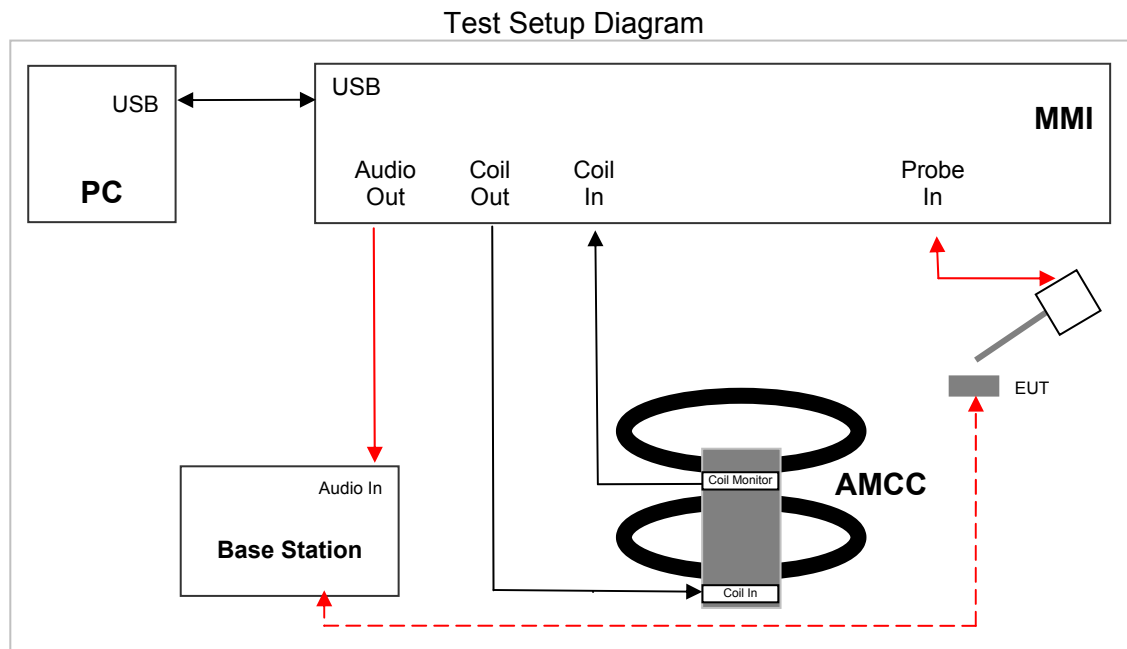 Test Setup Diagram
USB
USB
MMI
PC
Audio
Out
Coil
Out
Coil
In
Probe
In
EUT
Coil Monitor
AMCC
Audio In
Base Station
Coil In